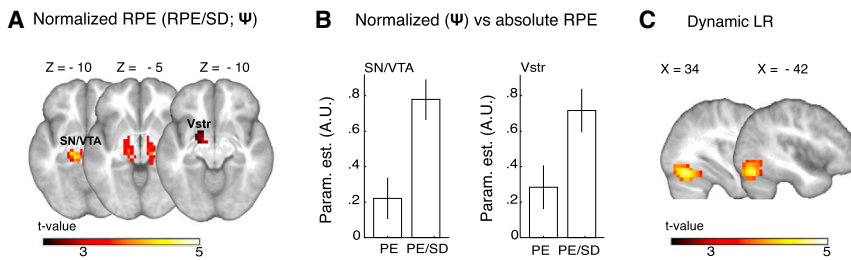 A Normalized RPE (RPE/SD; Ψ)
Z = - 10 Z = - 5 Z = - 10
SN/VTA
Vstr
t-value
3 5
B Normalized (Ψ) vs absolute RPE
SN/VTA
Param. est. (A.U.)
.8
.6
.4
.2
0
PE PE/SD
Vstr
Param. est. (A.U.)
.8
.6
.4
.2
0
PE PE/SD
C Dynamic LR
X = 34 X = - 42
t-value
3 5